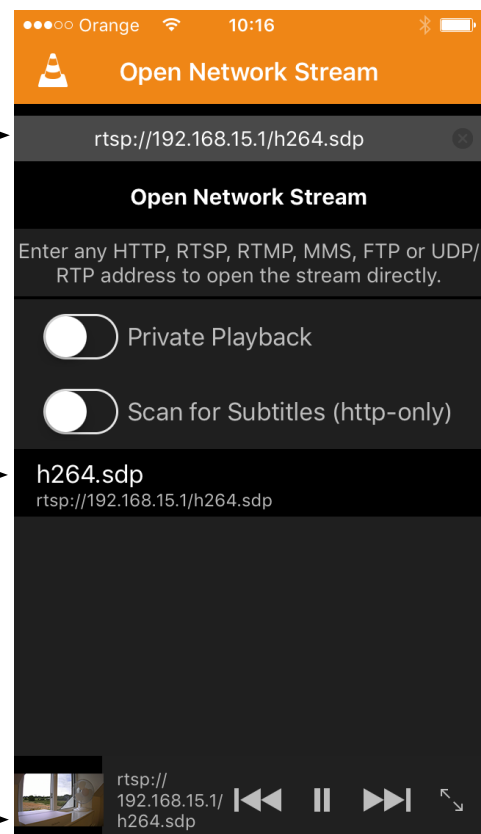 Orange 10:16
Open Network Stream
rtsp://192.168.15.1/h264.sdp
Open Network Stream
Enter any HTTP, RTSP, RTMP, MMS, FTP or UDP/
RTP address to open the stream directly.
Private Playback
Scan for Subtitles (http-only)
h264.sdp
rtsp://192.168.15.1/h264.sdp
rtsp://
192.168.15.1/
h264.sdp